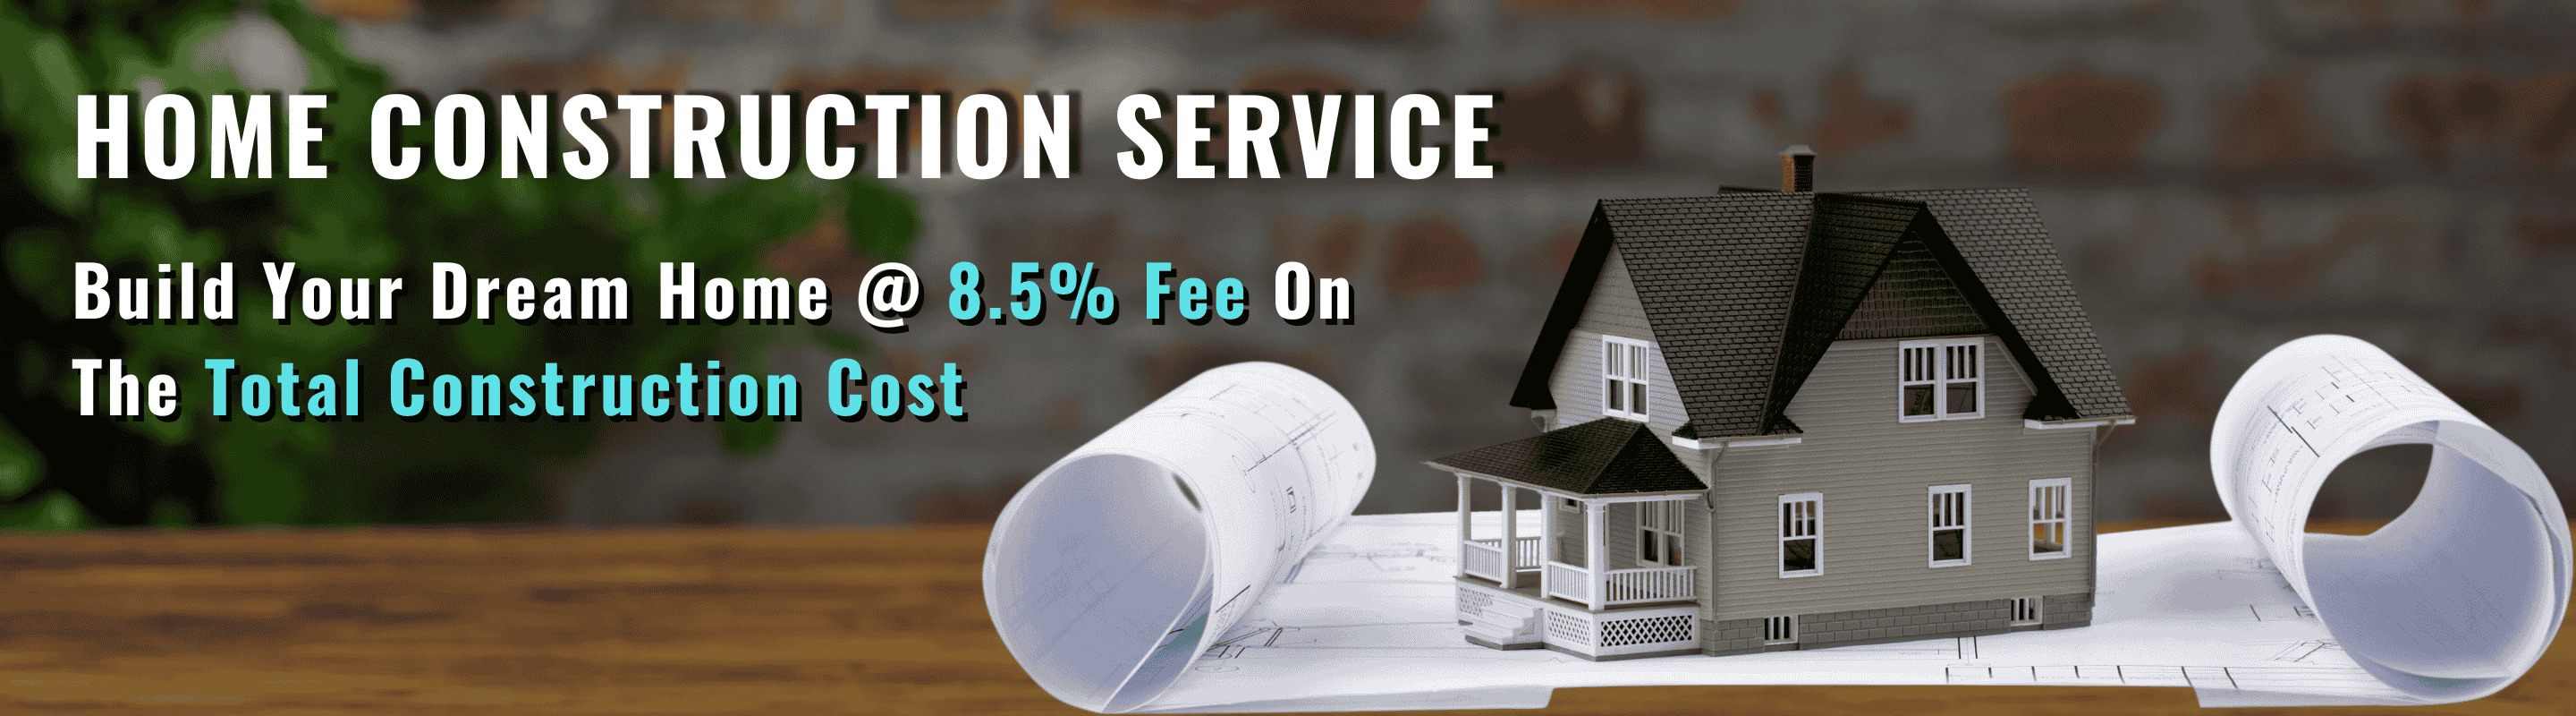 HOME CONSTRUCTION SERVICE
Build Your Dream Home @ 8.5% Fee On
The Total Construction Cost